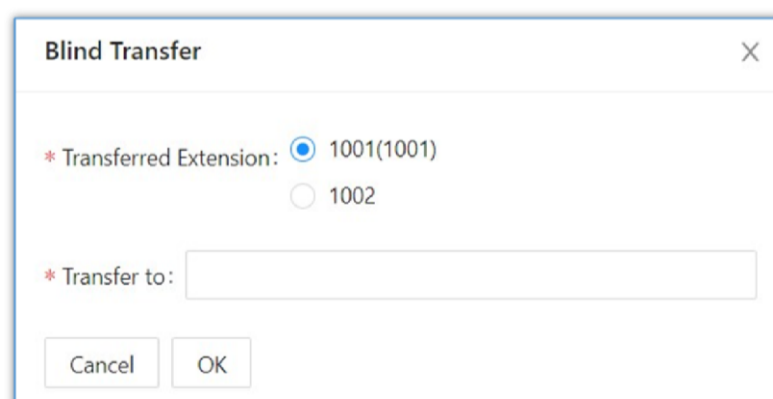 Blind Transfer
* Transferred Extension: 1001(1001)
1002
* Transfer to:
Cancel OK